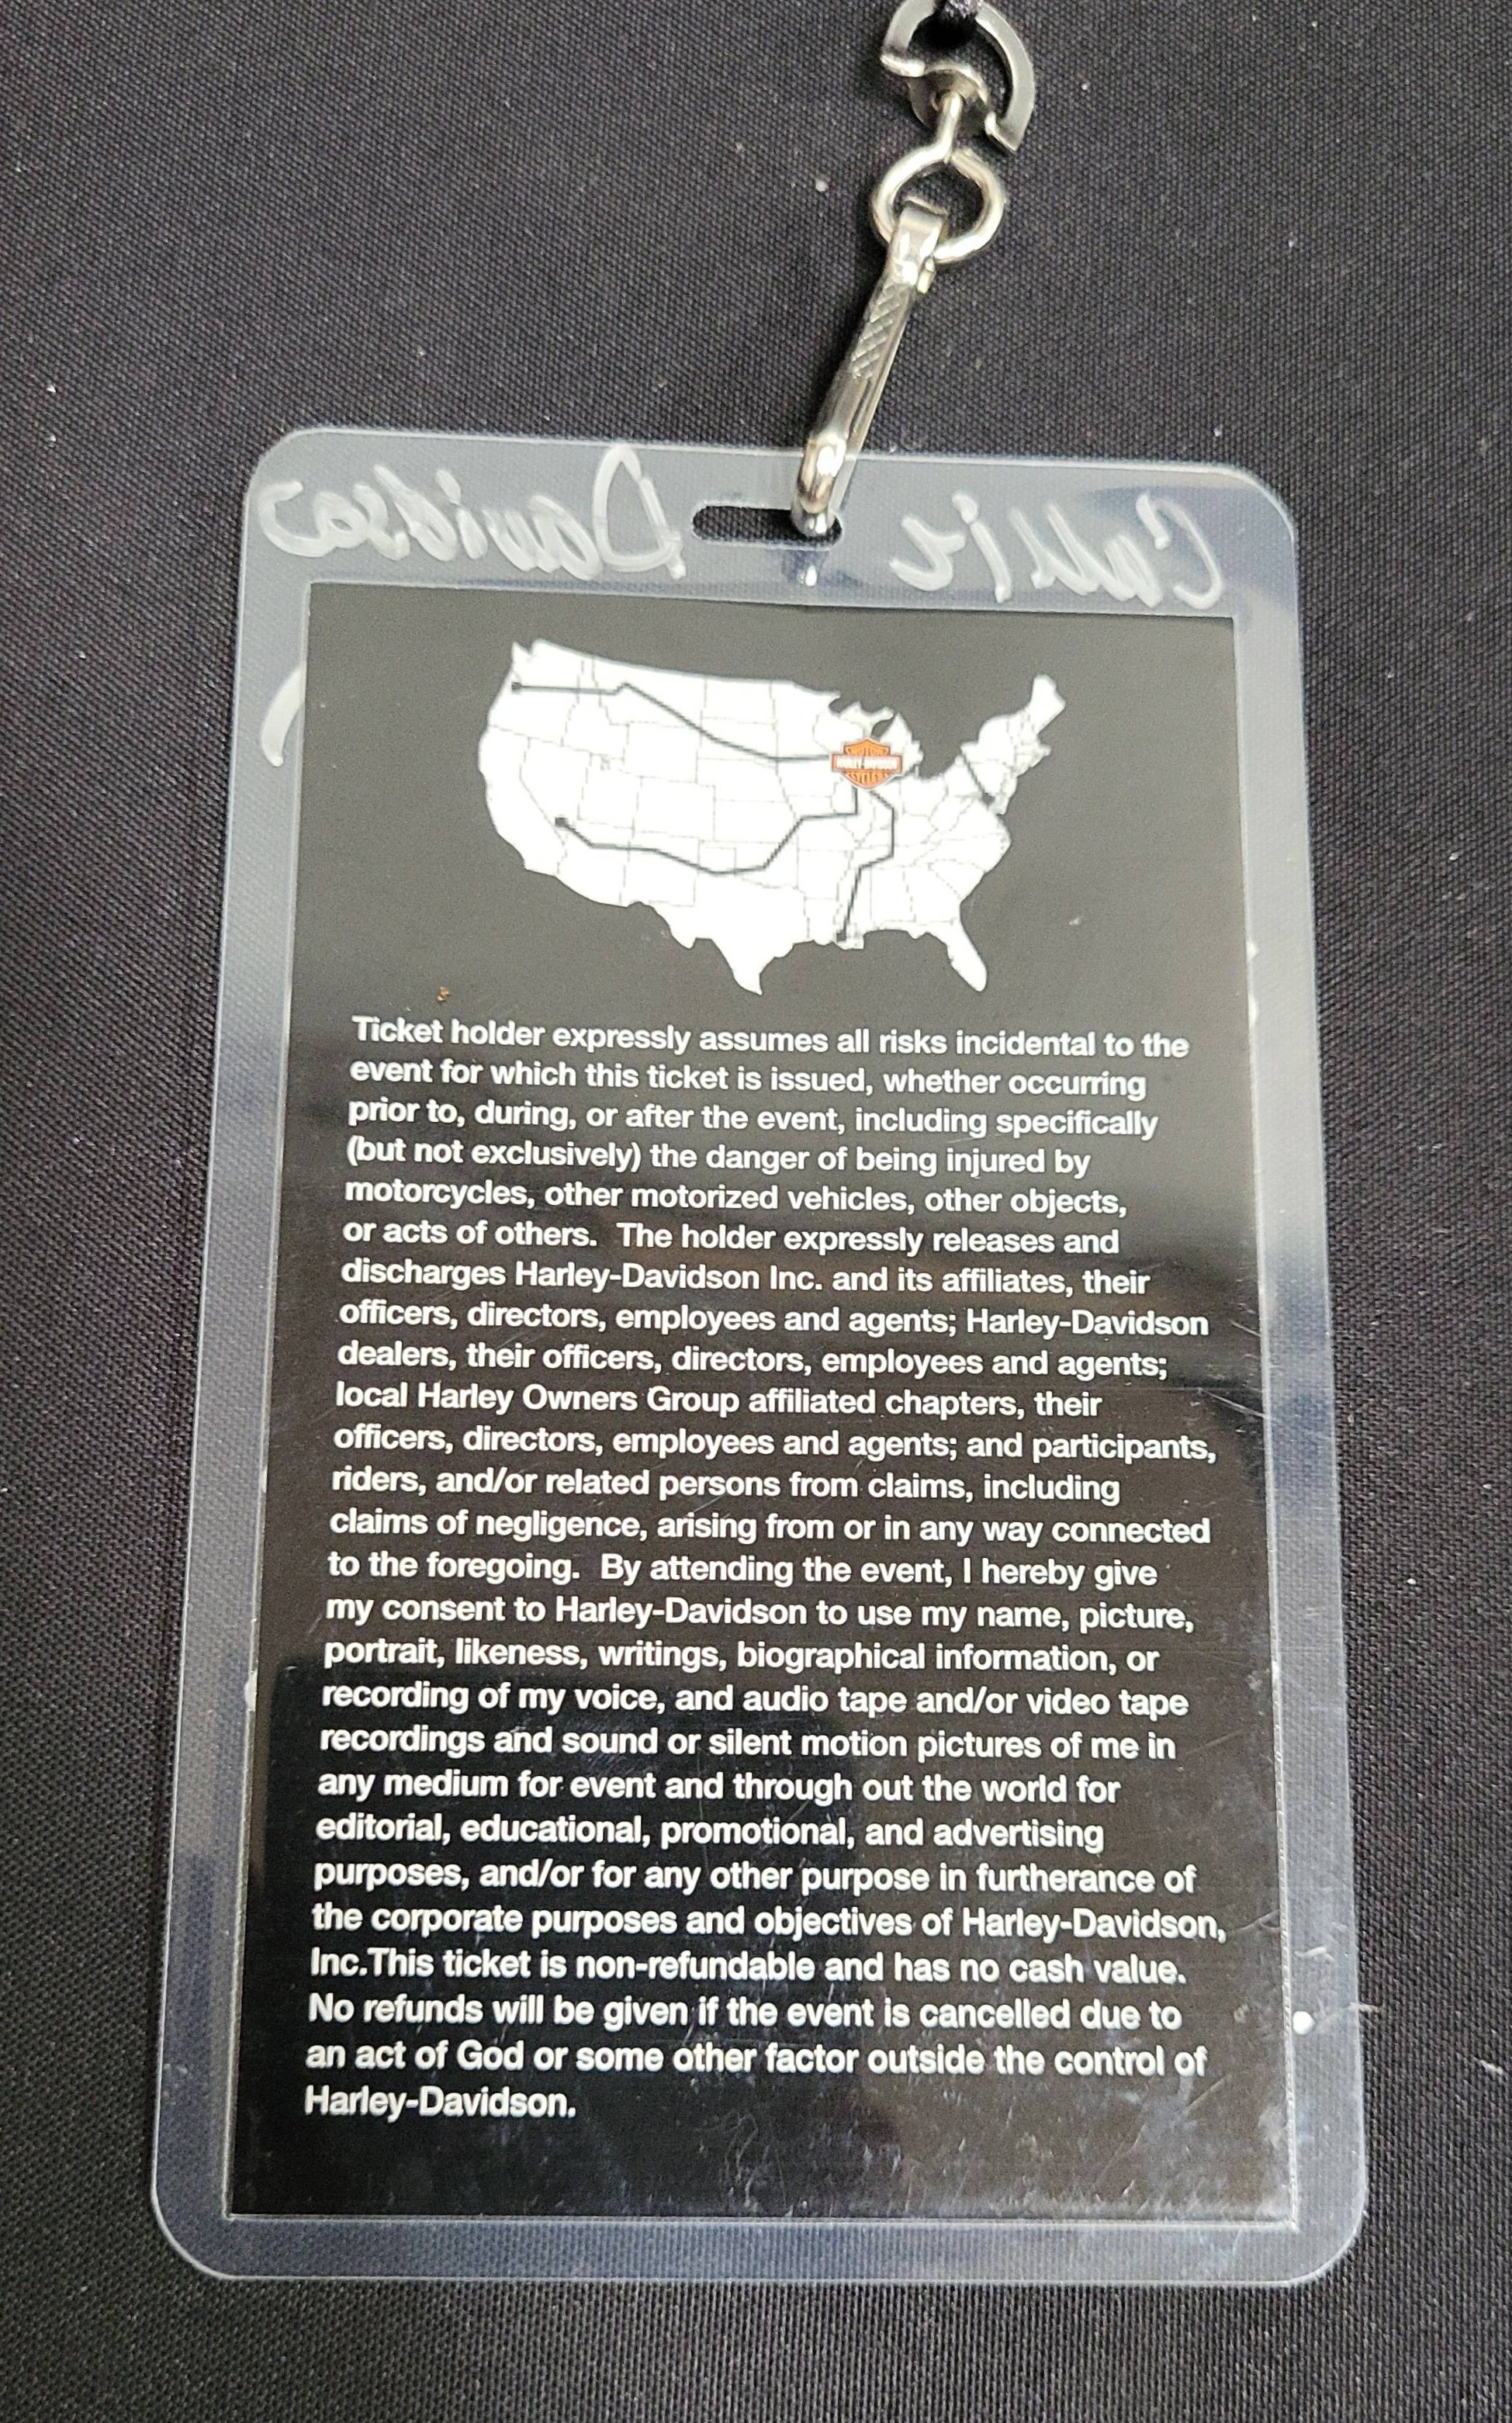 Callie Davidson
MOTOR
HARLEY-DAVIDSON
CYCLES
Ticket holder expressly assumes all risks incidental to the
event for which this ticket is issued, whether occurring
prior to, during, or after the event, including specifically
(but not exclusively) the danger of being injured by
motorcycles, other motorized vehicles, other objects,
or acts of others. The holder expressly releases and
discharges Harley-Davidson Inc. and its affiliates, their
officers, directors, employees and agents; Harley-Davidson
dealers, their officers, directors, employees and agents;
local Harley Owners Group affiliated chapters, their
officers, directors, employees and agents; and participants,
riders, and/or related persons from claims, including
claims of negligence, arising from or in any way connected
to the foregoing. By attending the event, I hereby give
my consent to Harley-Davidson to use my name, picture,
portrait, likeness, writings, biographical information, or
recording of my voice, and audio tape and/or video tape
recordings and sound or silent motion pictures of me in
any medium for event and through out the world for
editorial, educational, promotional, and advertising
purposes, and/or for any other purpose in furtherance of
the corporate purposes and objectives of Harley-Davidson,
Inc.This ticket is non-refundable and has no cash value.
No refunds will be given if the event is cancelled due to
an act of God or some other factor outside the control of
Harley-Davidson.